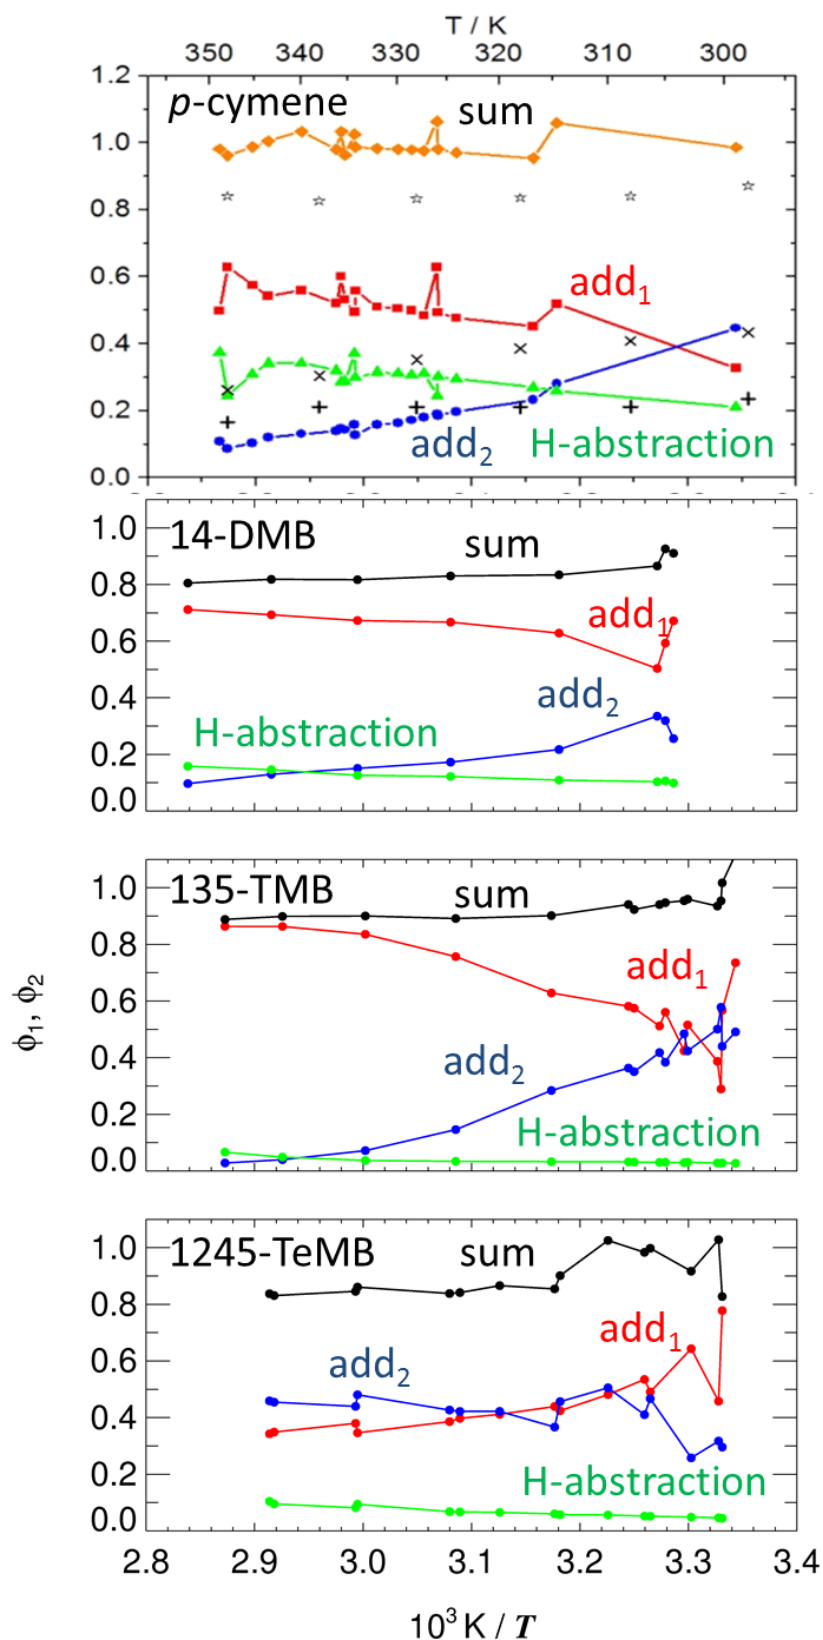 T / K
350 340 330 320 310 300
1.2
p-cymene sum
1.0
0.8
0.6
add1
0.4
0.2
add2 H-abstraction
0.0
1.0
14-DMB sum
0.8
add1
0.6
0.4
add2
H-abstraction
0.2
0.0
1.0
135-TMB sum
0.8
add1
0.6
ϕ1, ϕ2
0.4
add2
0.2
H-abstraction
0.0
1.0
1245-TeMB sum
0.8
add1
0.6
add2
0.4
0.2
H-abstraction
0.0
2.8 2.9 3.0 3.1 3.2 3.3 3.4
10³ K / T